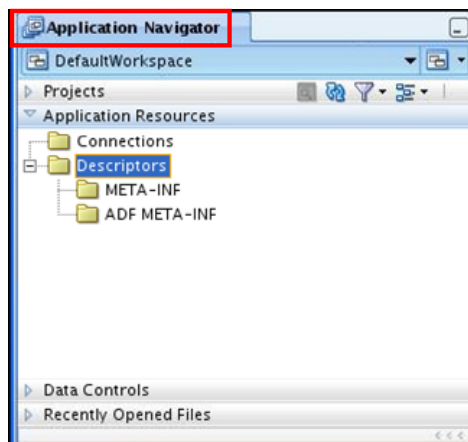 Application Navigator
DefaultWorkspace
Projects
Application Resources
Connections
Descriptors
META-INF
ADF META-INF
Data Controls
Recently Opened Files